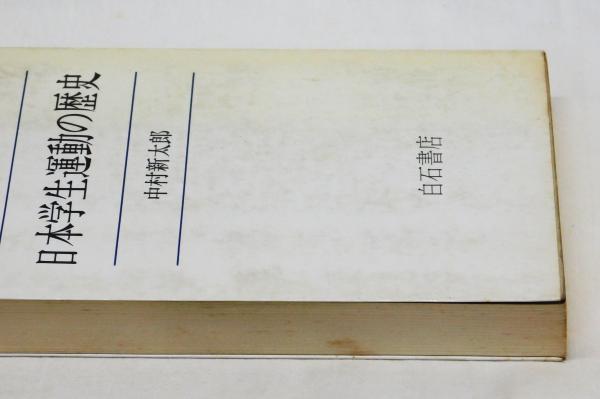 日本学生運動の歴史
中村新太郎
白石書店